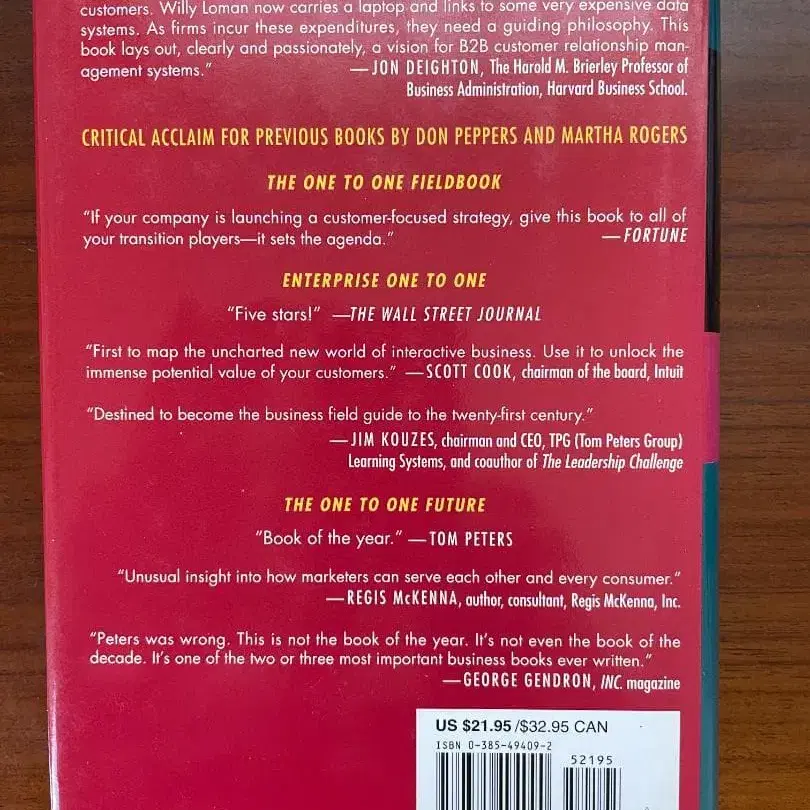 customers. Willy Loman now carries a laptop and links to some very expensive data
systems. As firms incur these expenditures, they need a guiding philosophy. This
book lays out, clearly and passionately, a vision for B2B customer relationship man-
agement systems.” —JON DEIGHTON, The Harold M. Brierley Professor of
Business Administration, Harvard Business School.
CRITICAL ACCLAIM FOR PREVIOUS BOOKS BY DON PEPPERS AND MARTHA ROGERS
THE ONE TO ONE FIELDBOOK
“If your company is launching a customer-focused strategy, give this book to all of
your transition players—it sets the agenda.” —FORTUNE
ENTERPRISE ONE TO ONE
“Five stars!” —THE WALL STREET JOURNAL
“First to map the uncharted new world of interactive business. Use it to unlock the
immense potential value of your customers.” —SCOTT COOK, chairman of the board, Intuit
“Destined to become the business field guide to the twenty-first century.”
—JIM KOUZES, chairman and CEO, TPG (Tom Peters Group)
Learning Systems, and coauthor of The Leadership Challenge
THE ONE TO ONE FUTURE
“Book of the year.” —TOM PETERS
“Unusual insight into how marketers can serve each other and every consumer.”
—REGIS McKENNA, author, consultant, Regis McKenna, Inc.
“Peters was wrong. This is not the book of the year. It’s not even the book of the
decade. It’s one of the two or three most important business books ever written.”
—GEORGE GENDRON, INC. magazine
US $21.95/$32.95 CAN
ISBN 0-385-49409-2
52195